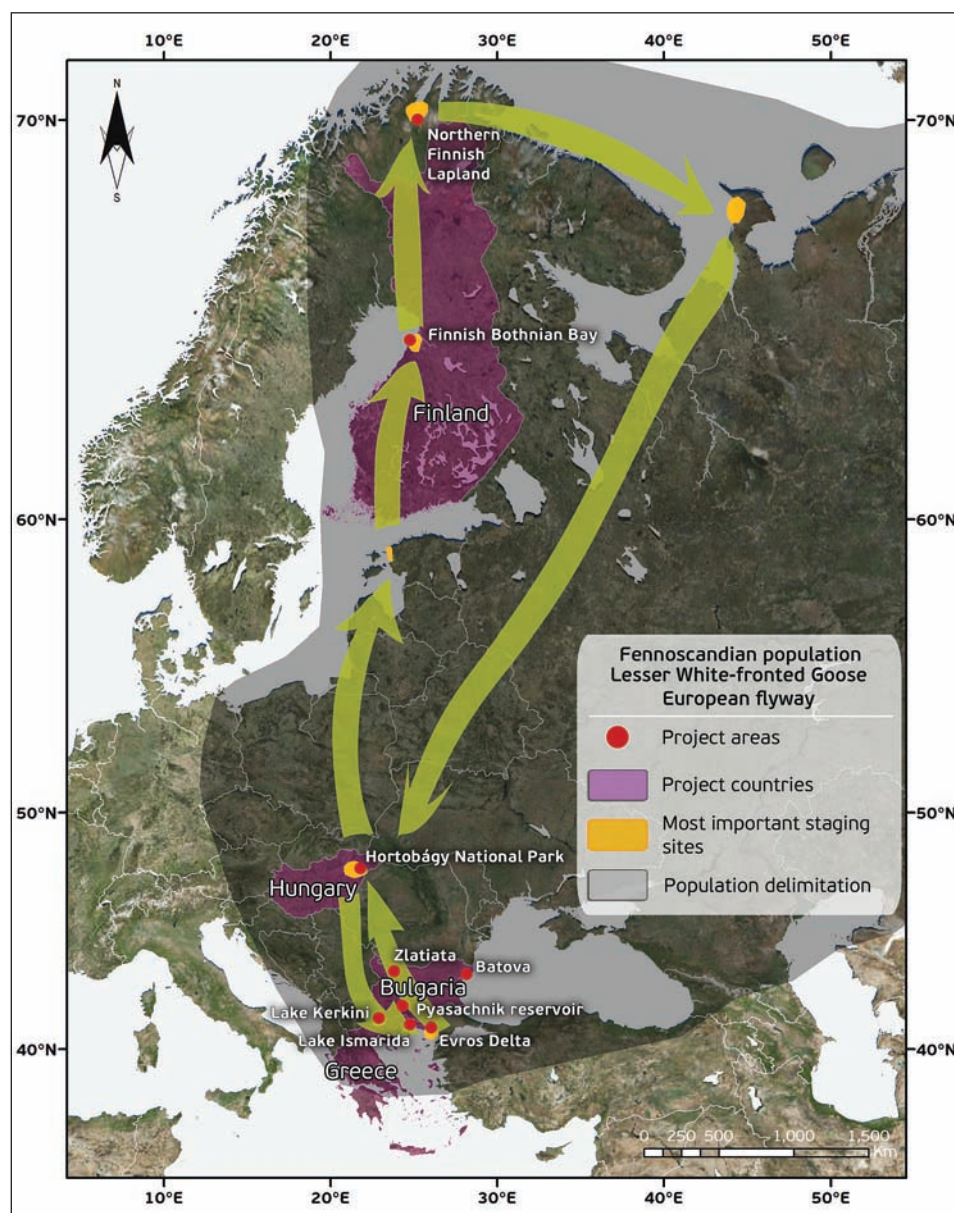 10°E 20°E 30°E 40°E 50°E
N
S
70°N 70°N
Northern
Finnish
Lapland
Finnish Bothnian Bay
Finland
60°N 60°N
Fennoscandian population
Lesser White-fronted Goose
European flyway
Project areas
Project countries
Most important staging
sites
Population delimitation
50°N 50°N
Hortobágy National Park
Hungary
Zlatiata
Batova
Bulgaria
Pyasachnik reservoir
Lake Kerkini
Lake Ismarida
Evros Delta
40°N 40°N
Greece
0 250 500 1,000 1,500
Km
10°E 20°E 30°E 40°E 50°E